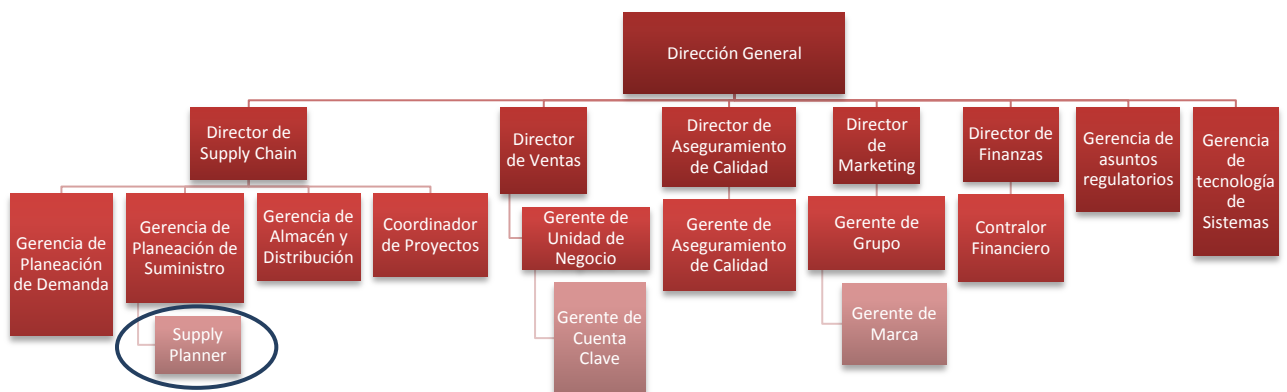 Dirección General
Director de
Supply Chain
Director
de Ventas
Director de
Aseguramiento
de Calidad
Director
de
Marketing
Director de
Finanzas
Gerencia de
asuntos
regulatorios
Gerencia
de
tecnología
de
Sistemas
Gerencia de
Planeación
de Demanda
Gerencia de
Planeación de
Suministro
Gerencia de
Almacén y
Distribución
Coordinador
de Proyectos
Gerente de
Unidad de
Negocio
Gerente de
Aseguramiento
de Calidad
Gerente de
Grupo
Contralor
Financiero
Supply
Planner
Gerente de
Cuenta
Clave
Gerente de
Marca